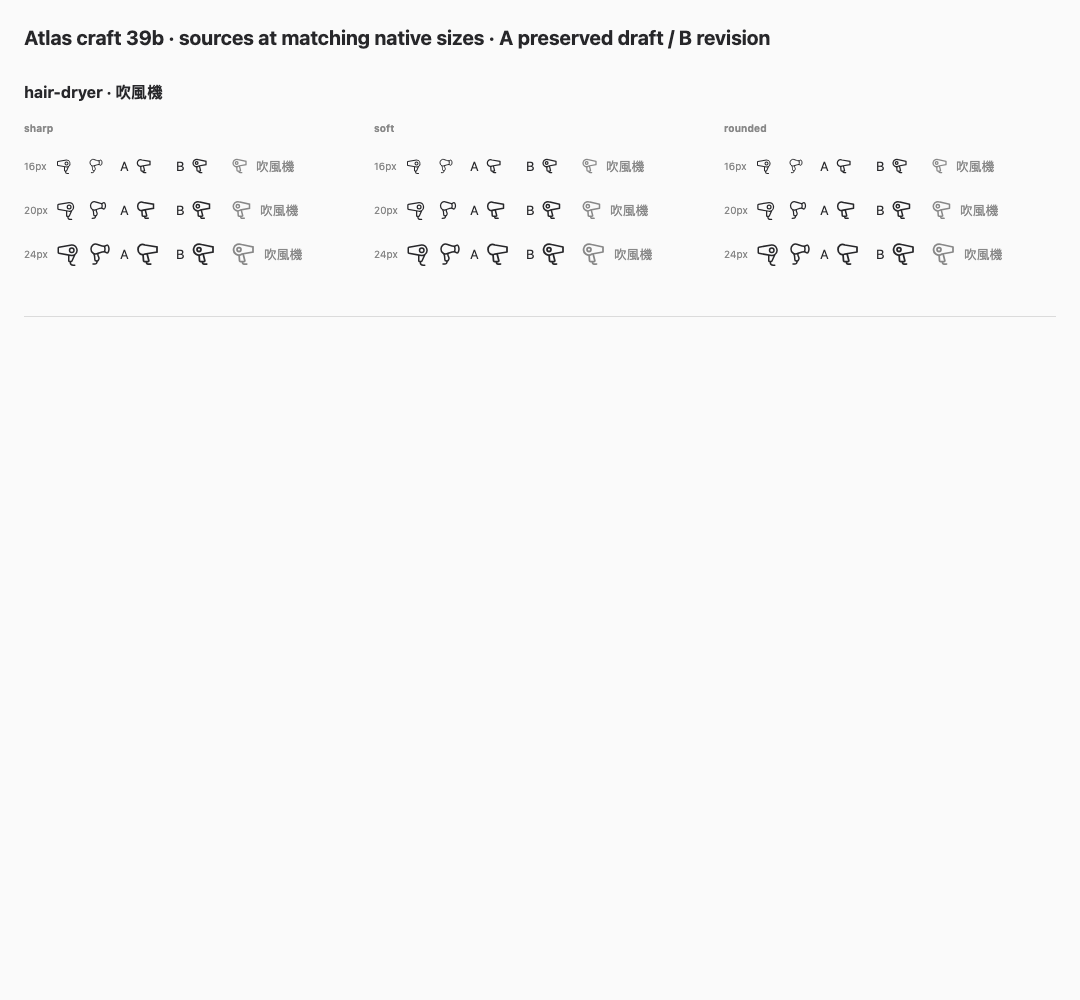 Atlas craft 39b · sources at matching native sizes · A preserved draft / B revision
hair-dryer · 吹風機
sharp soft rounded
16px A B 吹風機 16px A B 吹風機 16px A B 吹風機
20px A B 吹風機 20px A B 吹風機 20px A B 吹風機
24px A B 吹風機 24px A B 吹風機 24px A B 吹風機